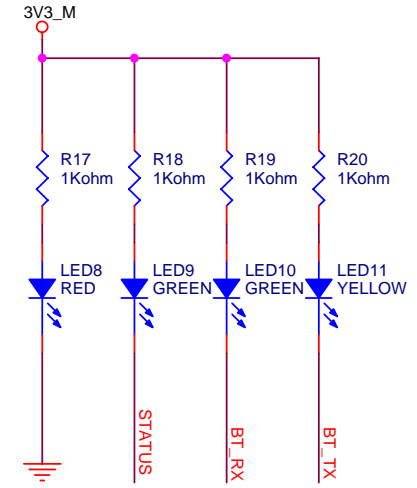 3V3_M
R17
1Kohm
R18
1Kohm
R19
1Kohm
R20
1Kohm
LED8
RED
LED9
GREEN
LED10
GREEN
LED11
YELLOW
STATUS
BT_RX
BT_TX